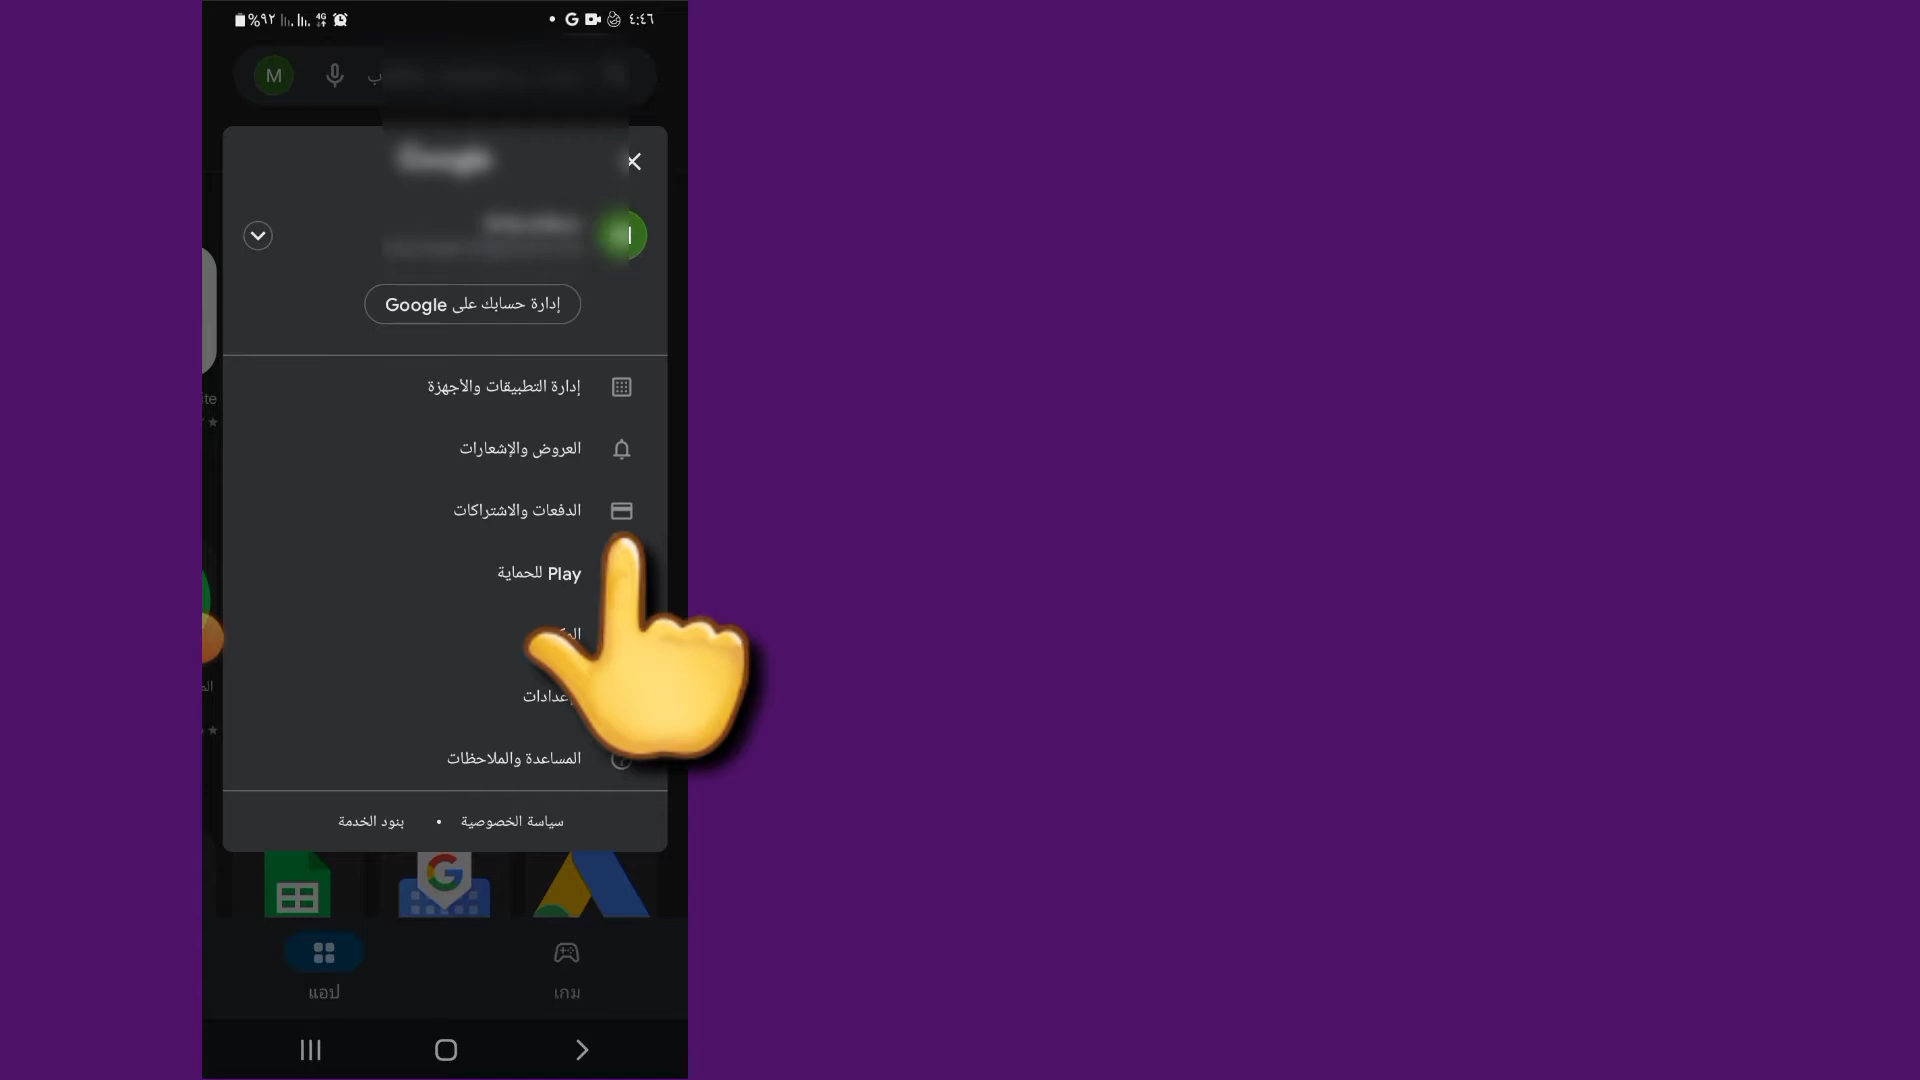 %٩٢ 4G ٤:٤٦
M
إدارة حسابك على Google
إدارة التطبيقات والأجهزة
العروض والإشعارات
الدفعات والاشتراكات
Play للحماية
المساعدة والملاحظات
سياسة الخصوصية • بنود الخدمة
แอป
เกม